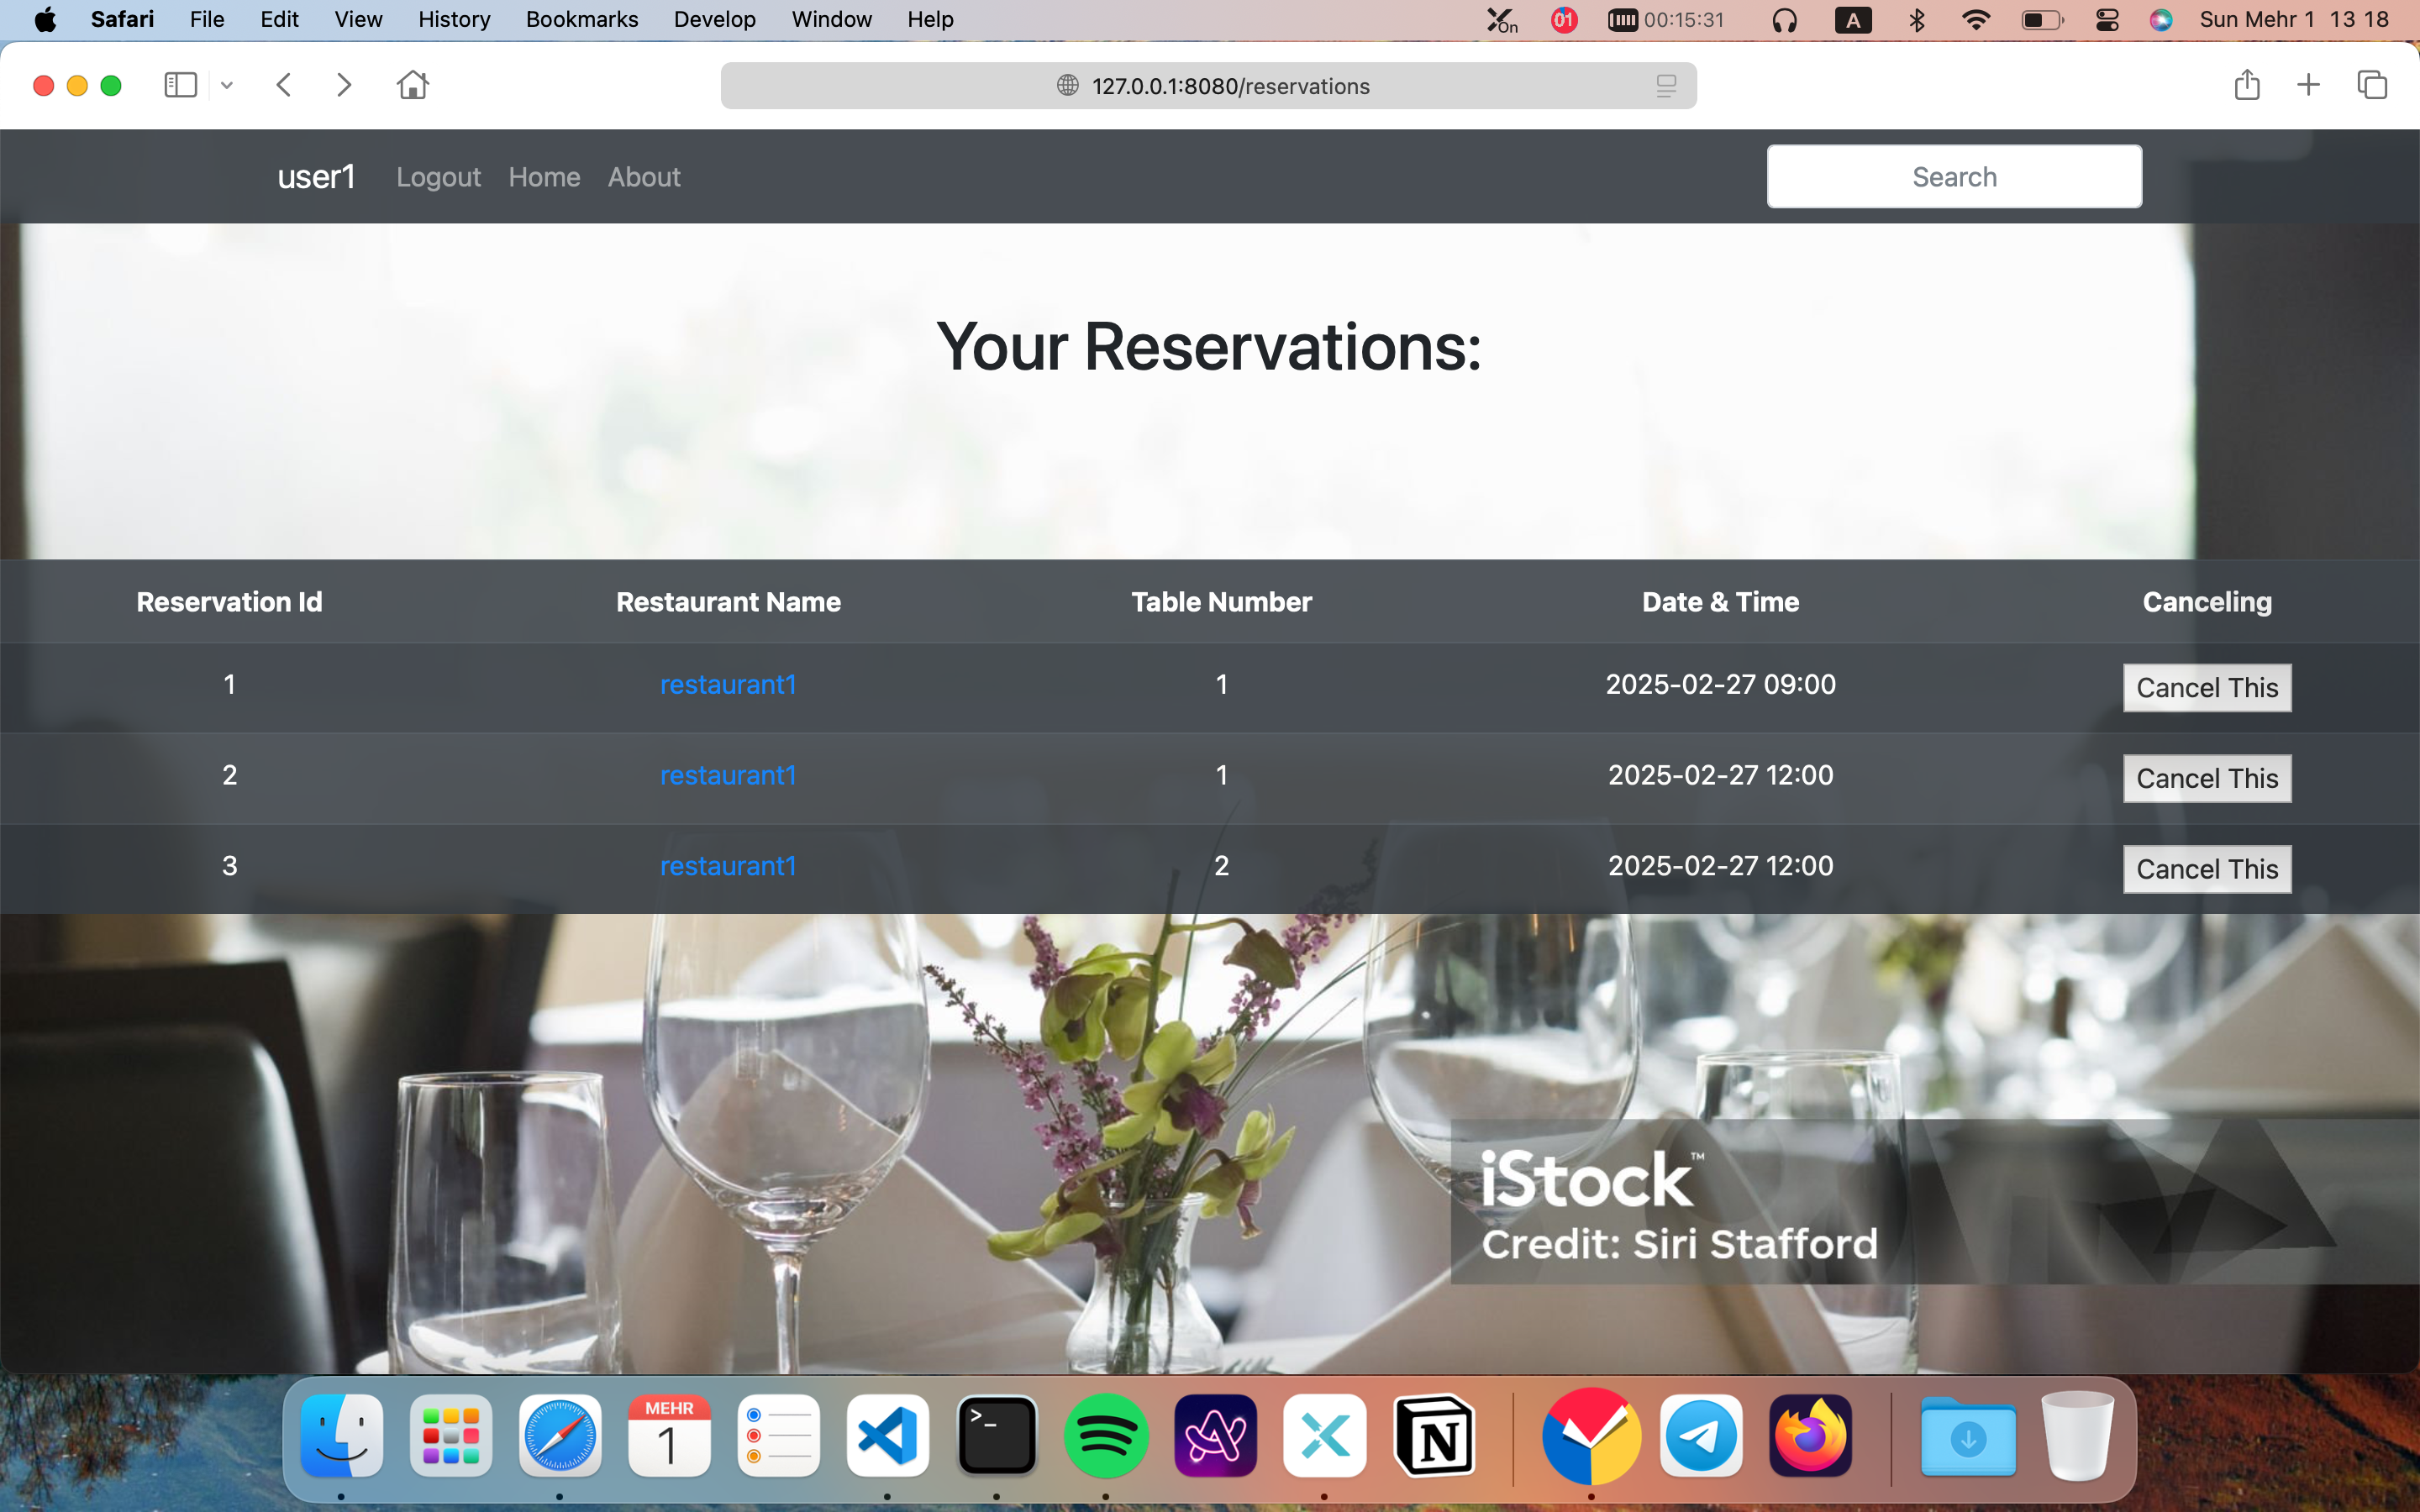 Safari File Edit View History Bookmarks Develop Window Help On 01 00:15:31 A Sun Mehr 1 13 18
127.0.0.1:8080/reservations
user1 Logout Home About Search
Your Reservations:
Reservation Id Restaurant Name Table Number Date & Time Canceling
1 restaurant1 1 2025-02-27 09:00 Cancel This
2 restaurant1 1 2025-02-27 12:00 Cancel This
3 restaurant1 2 2025-02-27 12:00 Cancel This
iStock™
Credit: Siri Stafford
MEHR
1
>_
N